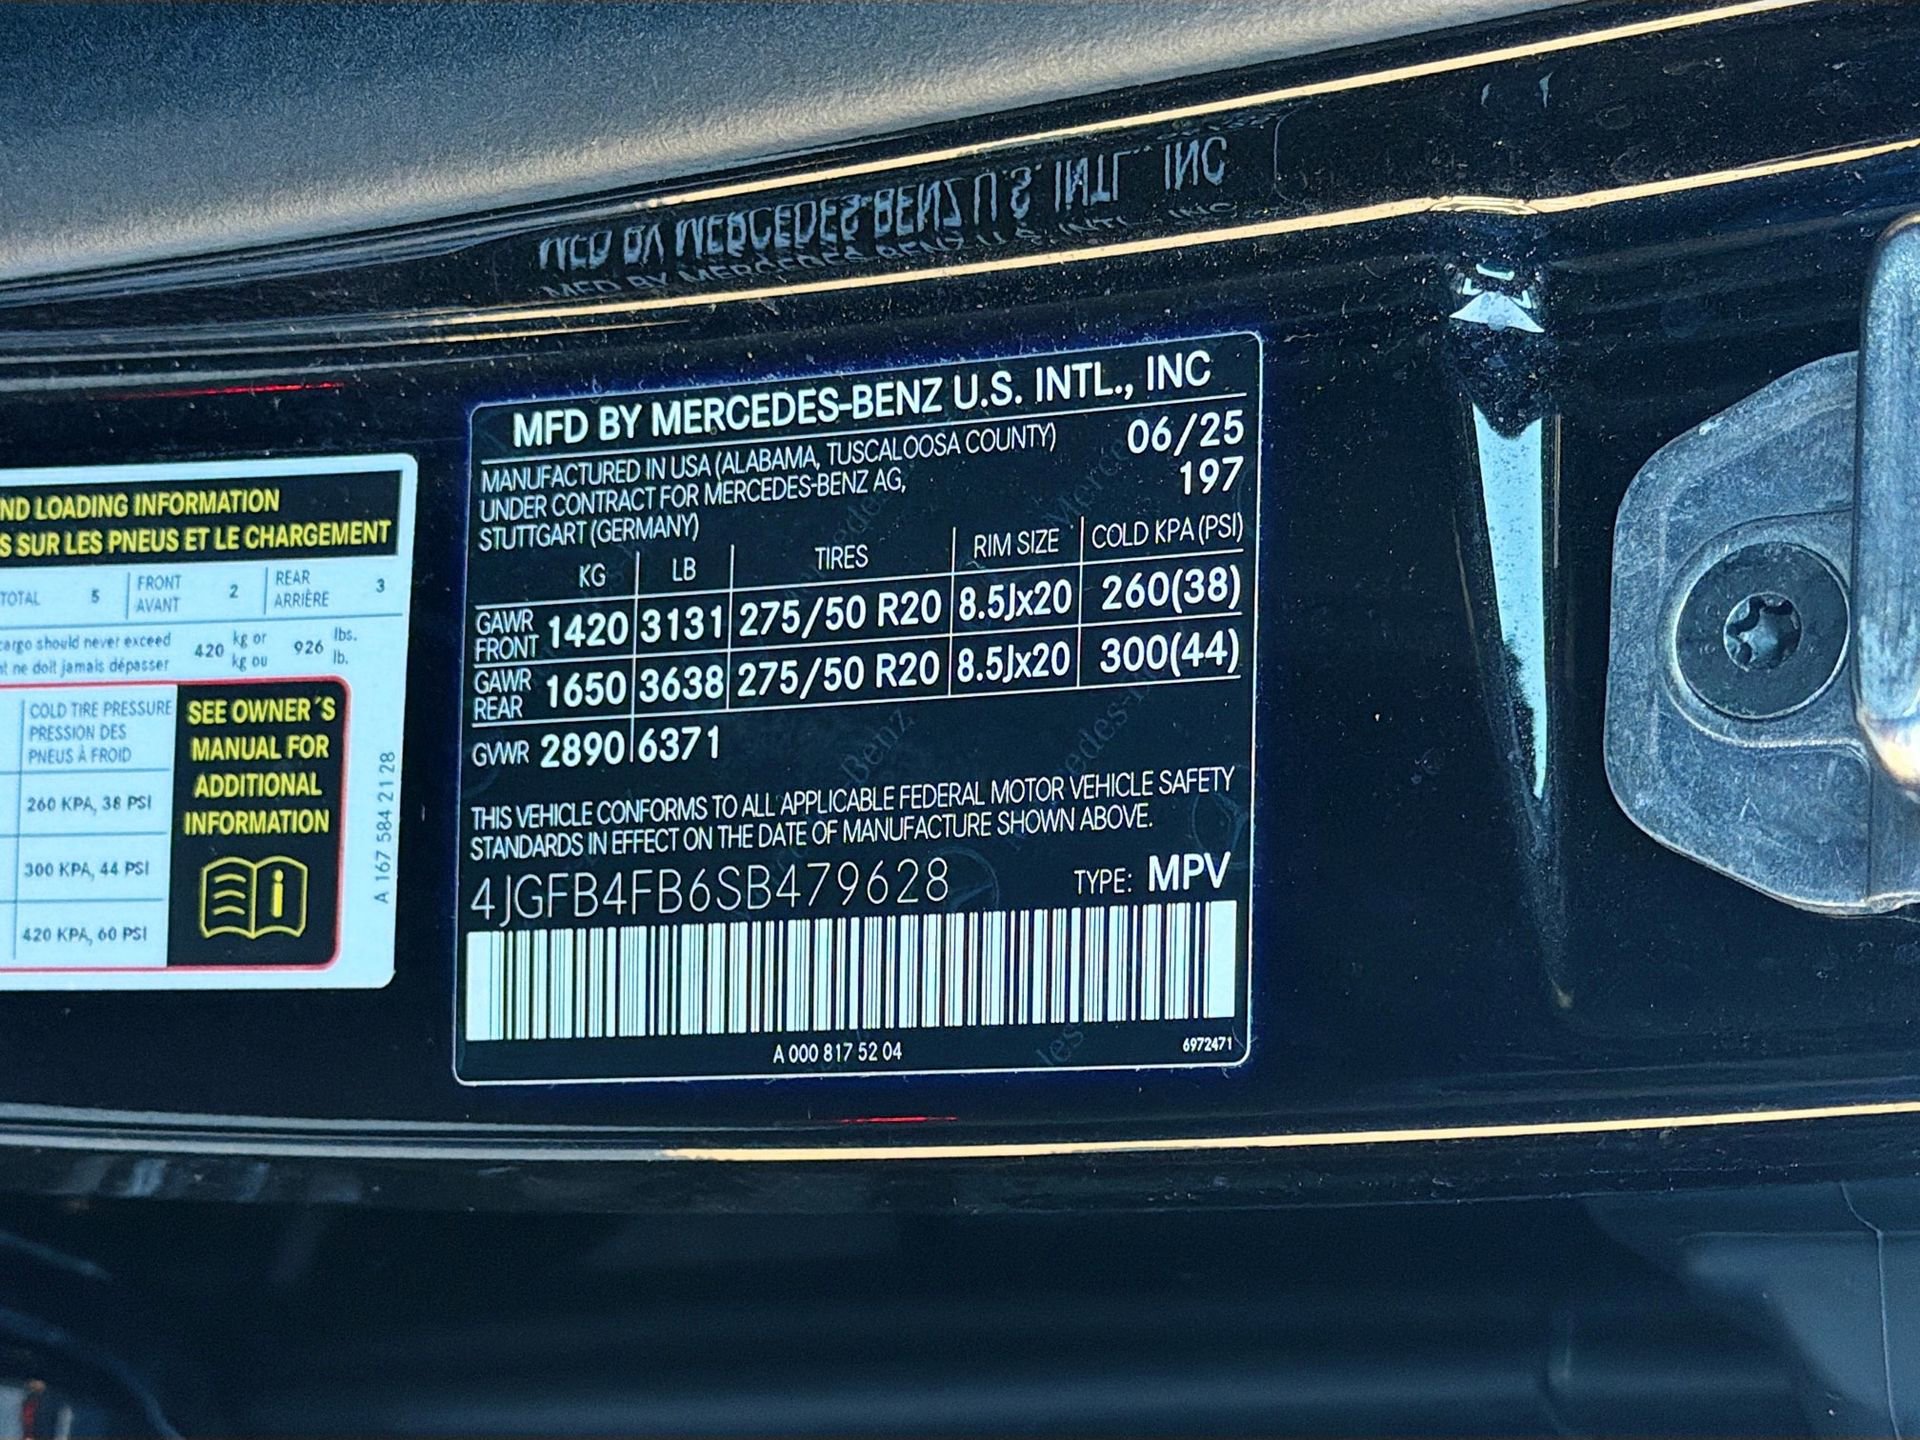 ND LOADING INFORMATION
S SUR LES PNEUS ET LE CHARGEMENT
TOTAL 5 FRONT AVANT 2 REAR ARRIÈRE 3
cargo should never exceed 420 kg or 926 lbs.
ne doit jamais dépasser kg ou lb.
COLD TIRE PRESSURE
PRESSION DES
PNEUS À FROID
260 KPA, 38 PSI
300 KPA, 44 PSI
420 KPA, 60 PSI
SEE OWNER´S
MANUAL FOR
ADDITIONAL
INFORMATION
A 167 584 21 28
MFD BY MERCEDES-BENZ U.S. INTL., INC
MANUFACTURED IN USA (ALABAMA, TUSCALOOSA COUNTY) 06/25
UNDER CONTRACT FOR MERCEDES-BENZ AG, 197
STUTTGART (GERMANY)
KG LB TIRES RIM SIZE COLD KPA (PSI)
GAWR FRONT 1420 3131 275/50 R20 8.5Jx20 260(38)
GAWR REAR 1650 3638 275/50 R20 8.5Jx20 300(44)
GVWR 2890 6371
THIS VEHICLE CONFORMS TO ALL APPLICABLE FEDERAL MOTOR VEHICLE SAFETY
STANDARDS IN EFFECT ON THE DATE OF MANUFACTURE SHOWN ABOVE.
4JGFB4FB6SB479628 TYPE: MPV
A 000 817 52 04 6972471